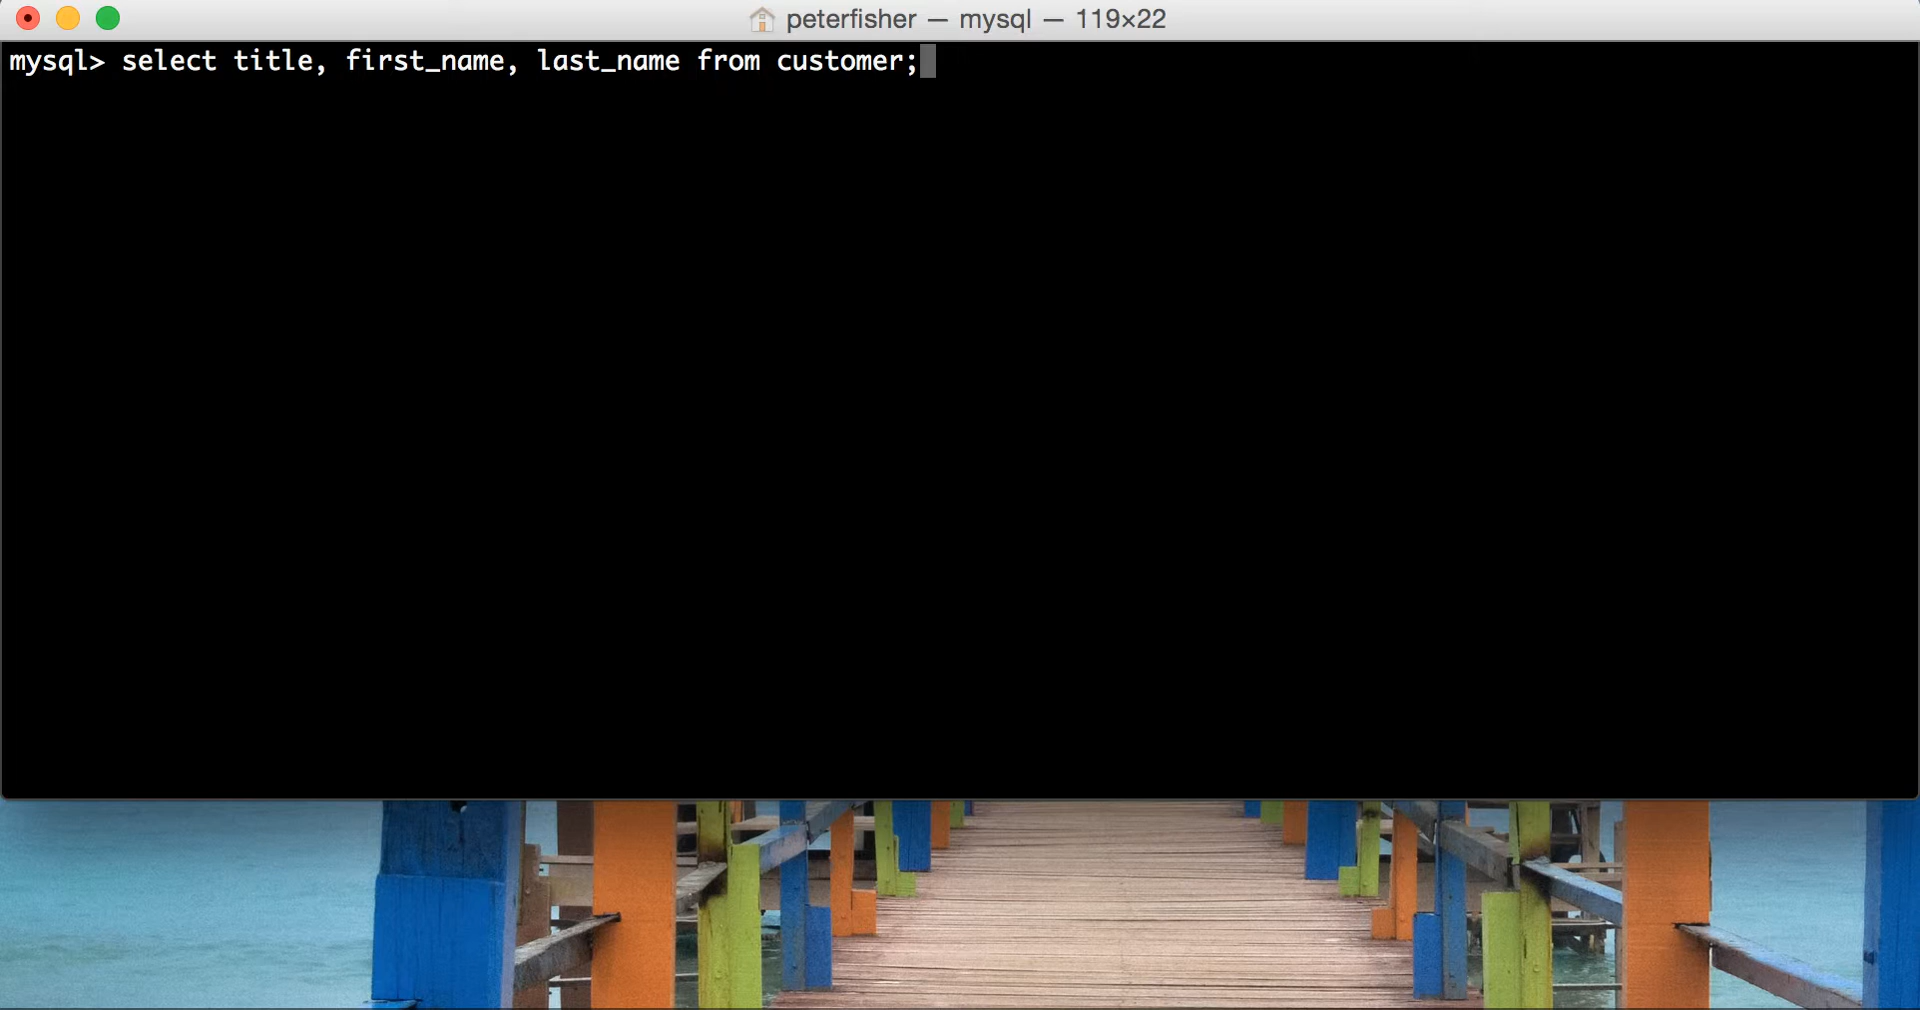 peterfisher — mysql — 119×22
mysql> select title, first_name, last_name from customer;